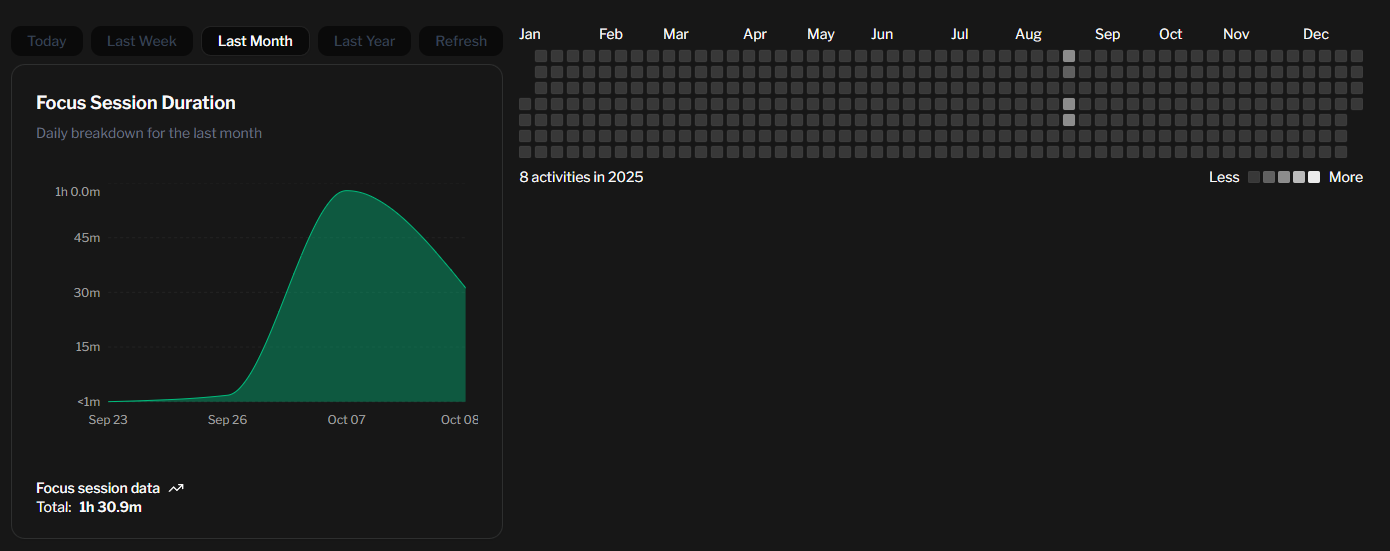 Today Last Week Last Month Last Year Refresh
Focus Session Duration
Daily breakdown for the last month
1h 0.0m
45m
30m
15m
<1m
Sep 23 Sep 26 Oct 07 Oct 08
Focus session data
Total: 1h 30.9m
Jan Feb Mar Apr May Jun Jul Aug Sep Oct Nov Dec
8 activities in 2025
Less More